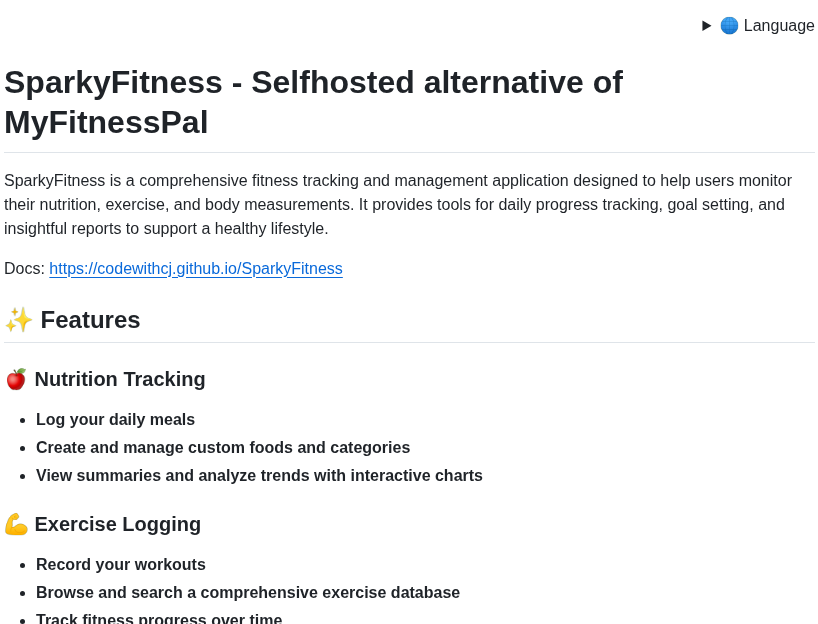 Language
SparkyFitness - Selfhosted alternative of
MyFitnessPal
SparkyFitness is a comprehensive fitness tracking and management application designed to help users monitor
their nutrition, exercise, and body measurements. It provides tools for daily progress tracking, goal setting, and
insightful reports to support a healthy lifestyle.
Docs: https://codewithcj.github.io/SparkyFitness
✨ Features
🍎 Nutrition Tracking
• Log your daily meals
• Create and manage custom foods and categories
• View summaries and analyze trends with interactive charts
💪 Exercise Logging
• Record your workouts
• Browse and search a comprehensive exercise database
• Track fitness progress over time